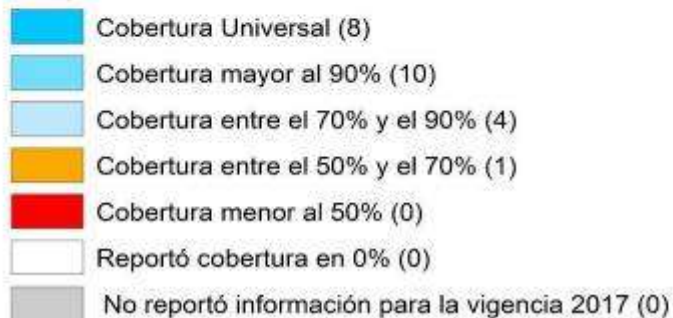 Cobertura Universal (8)
Cobertura mayor al 90% (10)
Cobertura entre el 70% y el 90% (4)
Cobertura entre el 50% y el 70% (1)
Cobertura menor al 50% (0)
Reportó cobertura en 0% (0)
No reportó información para la vigencia 2017 (0)